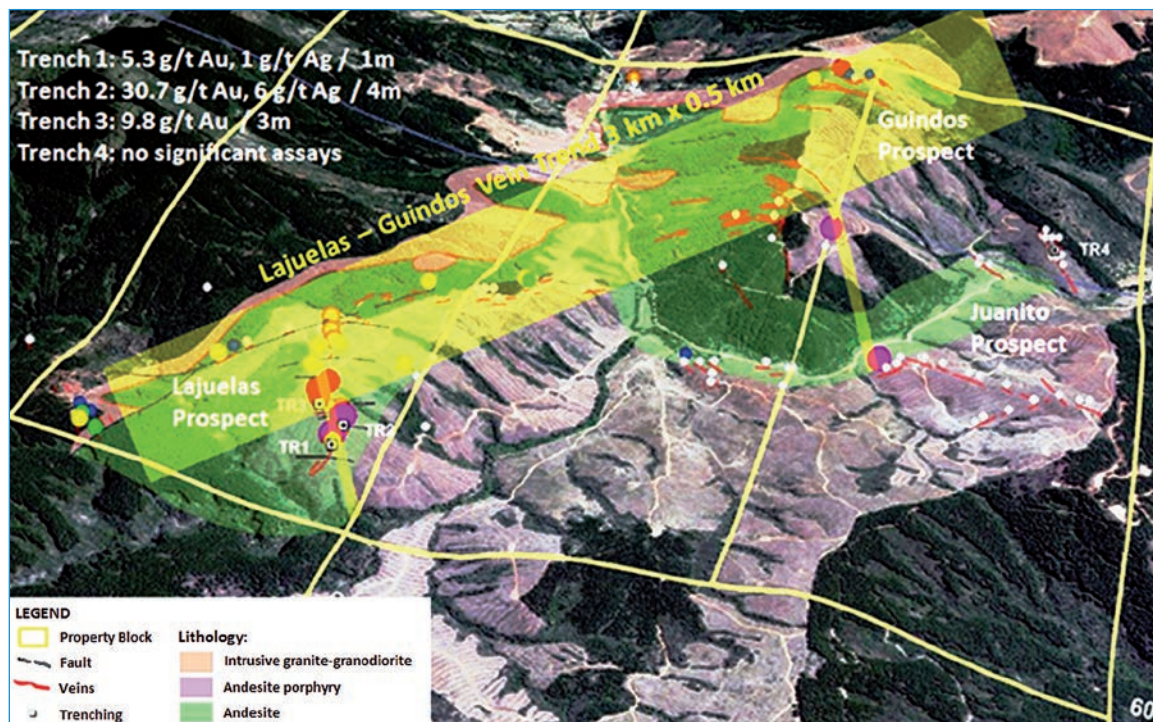 Trench 1: 5.3 g/t Au, 1 g/t Ag / 1m
Trench 2: 30.7 g/t Au, 6 g/t Ag / 4m
Trench 3: 9.8 g/t Au / 3m
Trench 4: no significant assays
Lajuelas – Guindos Vein Trend 3 km x 0.5 km
Guindos
Prospect
TR4
Juanito
Prospect
Lajuelas
Prospect
TR3
TR2
TR1
LEGEND
Property Block
Fault
Veins
Trenching
Lithology:
Intrusive granite-granodiorite
Andesite porphyry
Andesite
60